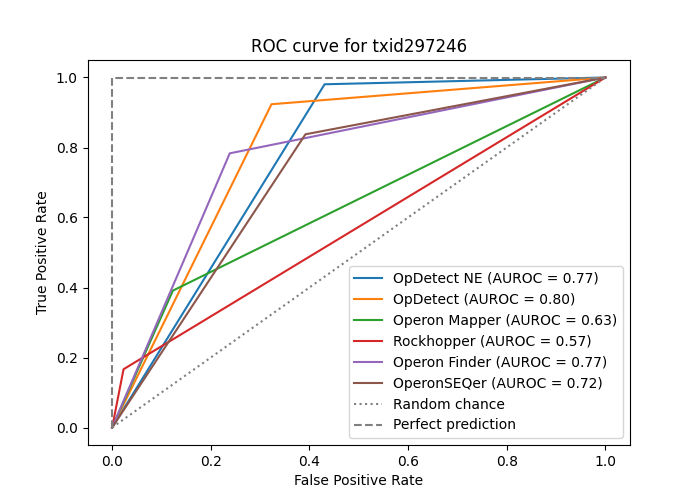 ROC curve for txid297246
True Positive Rate
1.0
0.8
0.6
0.4
0.2
0.0
OpDetect NE (AUROC = 0.77)
OpDetect (AUROC = 0.80)
Operon Mapper (AUROC = 0.63)
Rockhopper (AUROC = 0.57)
Operon Finder (AUROC = 0.77)
OperonSEQer (AUROC = 0.72)
Random chance
Perfect prediction
0.0 0.2 0.4 0.6 0.8 1.0
False Positive Rate